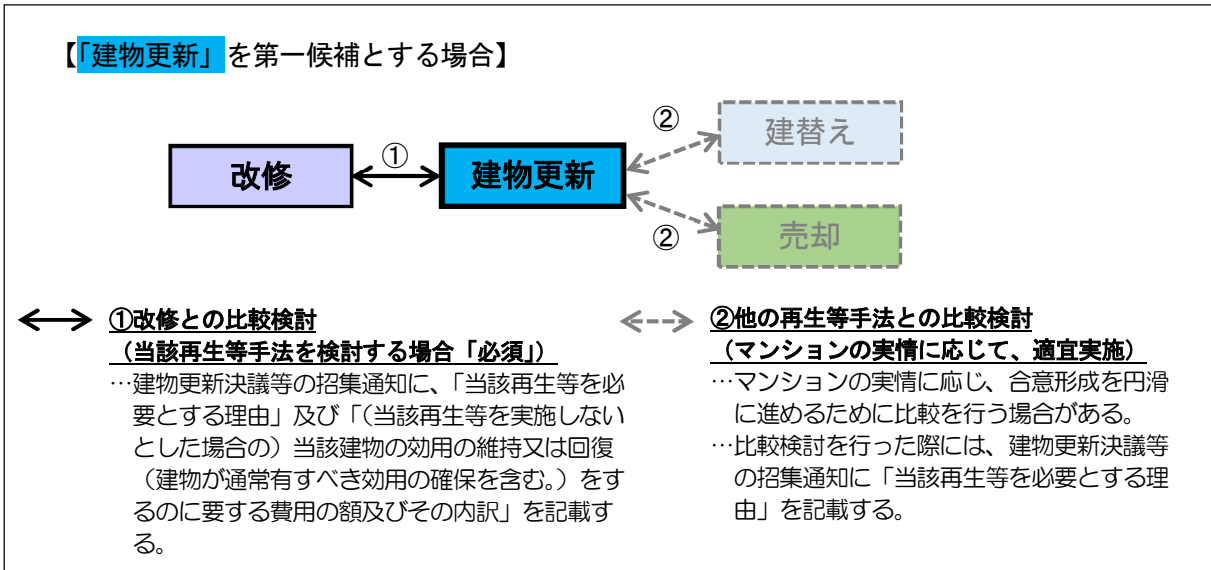 【「建物更新」を第一候補とする場合】
②
建替え
改修
①
建物更新
②
売却
①改修との比較検討
（当該再生等手法を検討する場合「必須」）
…建物更新決議等の招集通知に、「当該再生等を必
要とする理由」及び「（当該再生等を実施しない
とした場合の）当該建物の効用の維持又は回復
（建物が通常有すべき効用の確保を含む。）をす
るのに要する費用の額及びその内訳」を記載す
る。
②他の再生等手法との比較検討
（マンションの実情に応じて、適宜実施）
…マンションの実情に応じ、合意形成を円滑
に進めるために比較を行う場合がある。
…比較検討を行った際には、建物更新決議等
の招集通知に「当該再生等を必要とする理
由」を記載する。